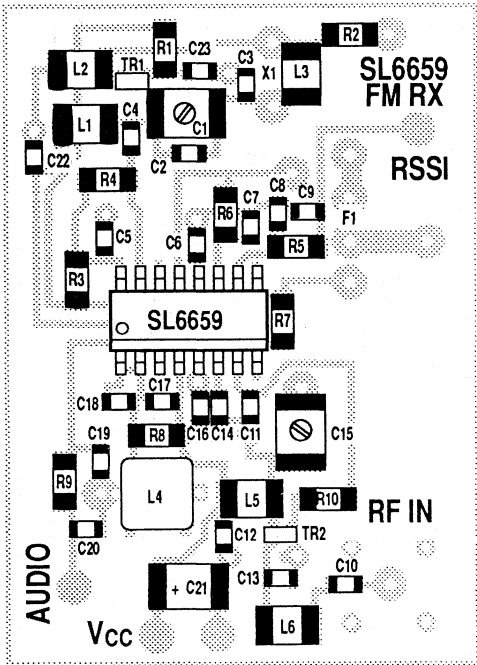 R1
R2
C23
C3
L2
TR1
X1
L3
SL6659
FM RX
C4
L1
C1
C22
C2
RSSI
R4
R6
C7
C8
C9
F1
C5
C6
R5
R3
SL6659
R7
C18
C17
C16
C14
C11
C15
R8
C19
R9
L4
L5
R10
RF IN
C20
C12
TR2
AUDIO
+ C21
C13
C10
VCC
L6